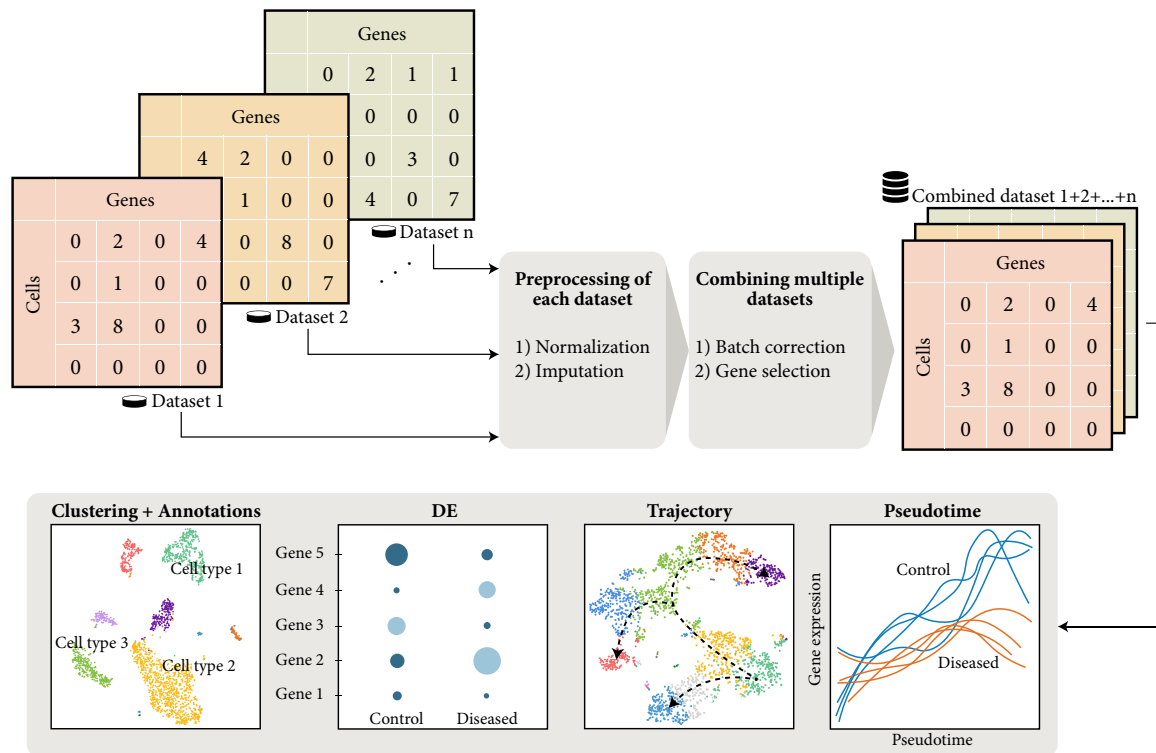 Genes
0 2 1 1
0 0 0
0 3 0
4 0 7
Dataset n
Genes
4 2 0 0
1 0 0
0 8 0
0 0 7
Dataset 2
Genes
Cells
0 2 0 4
0 1 0 0
3 8 0 0
0 0 0 0
Dataset 1
Preprocessing of
each dataset
1) Normalization
2) Imputation
Combining multiple
datasets
1) Batch correction
2) Gene selection
Combined dataset 1+2+...+n
Genes
Cells
0 2 0 4
0 1 0 0
3 8 0 0
0 0 0 0
Clustering + Annotations
Cell type 1
Cell type 3
Cell type 2
DE
Gene 5
Gene 4
Gene 3
Gene 2
Gene 1
Control
Diseased
Trajectory
Pseudotime
Gene expression
Control
Diseased
Pseudotime